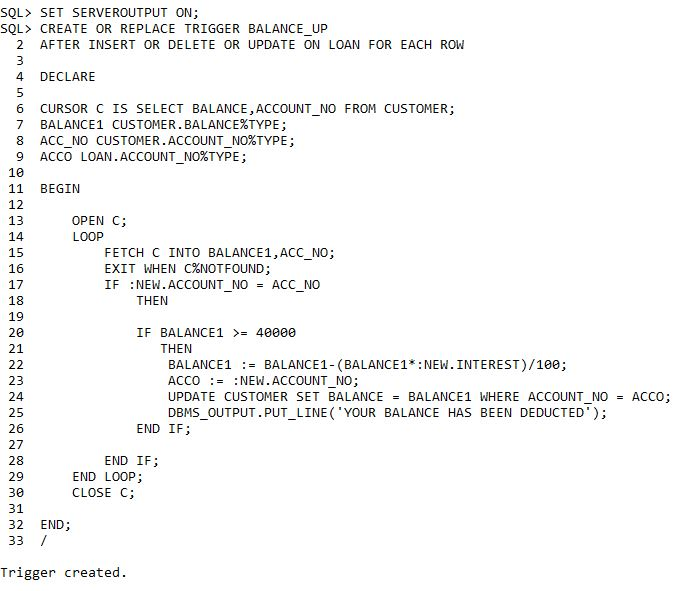 SQL> SET SERVEROUTPUT ON;
SQL> CREATE OR REPLACE TRIGGER BALANCE_UP
  2  AFTER INSERT OR DELETE OR UPDATE ON LOAN FOR EACH ROW
  3
  4  DECLARE
  5
  6  CURSOR C IS SELECT BALANCE,ACCOUNT_NO FROM CUSTOMER;
  7  BALANCE1 CUSTOMER.BALANCE%TYPE;
  8  ACC_NO CUSTOMER.ACCOUNT_NO%TYPE;
  9  ACCO LOAN.ACCOUNT_NO%TYPE;
 10
 11  BEGIN
 12
 13      OPEN C;
 14      LOOP
 15          FETCH C INTO BALANCE1,ACC_NO;
 16          EXIT WHEN C%NOTFOUND;
 17          IF :NEW.ACCOUNT_NO = ACC_NO
 18              THEN
 19
 20              IF BALANCE1 >= 40000
 21                 THEN
 22                  BALANCE1 := BALANCE1-(BALANCE1*:NEW.INTEREST)/100;
 23                  ACCO := :NEW.ACCOUNT_NO;
 24                  UPDATE CUSTOMER SET BALANCE = BALANCE1 WHERE ACCOUNT_NO = ACCO;
 25                  DBMS_OUTPUT.PUT_LINE('YOUR BALANCE HAS BEEN DEDUCTED');
 26              END IF;
 27
 28          END IF;
 29      END LOOP;
 30      CLOSE C;
 31
 32  END;
 33  /
Trigger created.